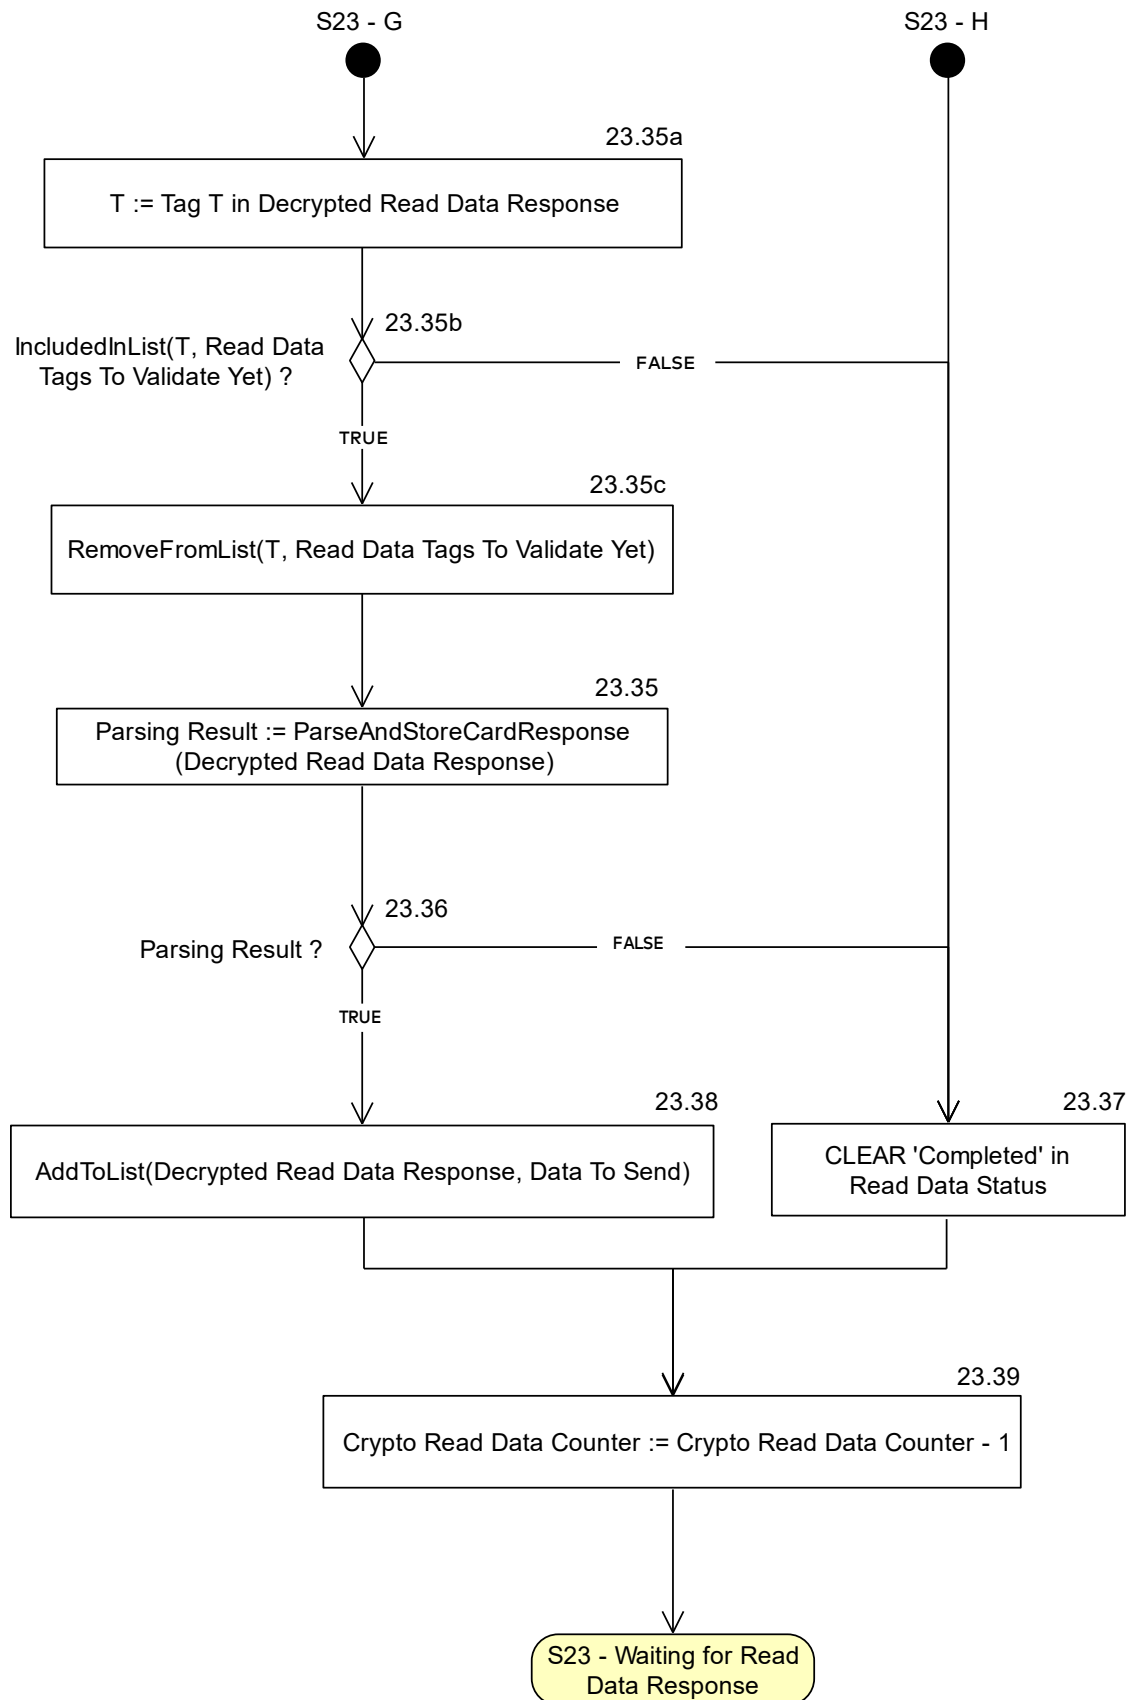 S23 - G
S23 - H
23.35a
T := Tag T in Decrypted Read Data Response
23.35b
IncludedInList(T, Read Data
Tags To Validate Yet) ?
FALSE
TRUE
23.35c
RemoveFromList(T, Read Data Tags To Validate Yet)
23.35
Parsing Result := ParseAndStoreCardResponse
(Decrypted Read Data Response)
23.36
Parsing Result ?
FALSE
TRUE
23.38
23.37
AddToList(Decrypted Read Data Response, Data To Send)
CLEAR 'Completed' in
Read Data Status
23.39
Crypto Read Data Counter := Crypto Read Data Counter - 1
S23 - Waiting for Read
Data Response